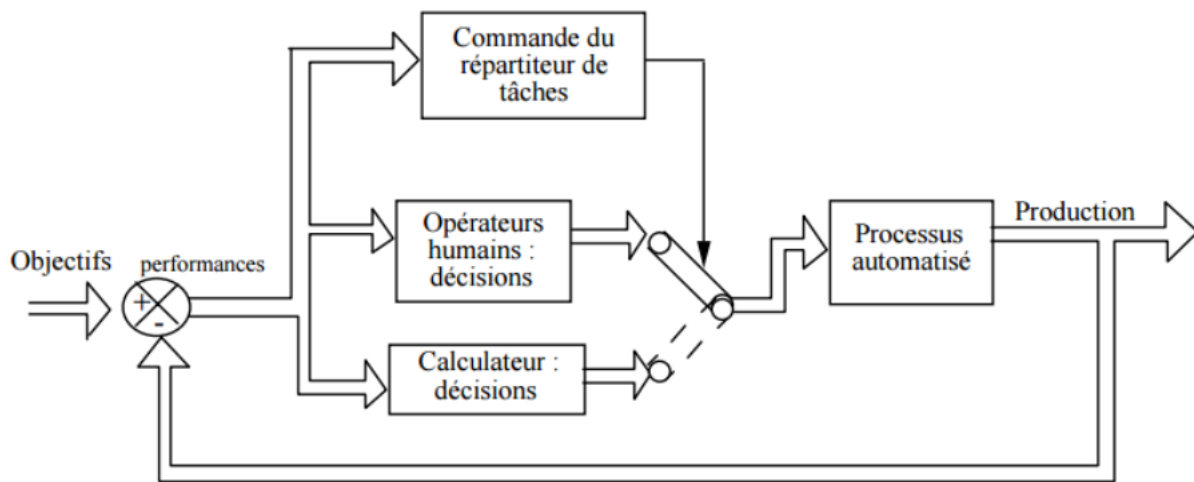 Commande du
répartiteur de
tâches
Opérateurs
humains :
décisions
Processus
automatisé
Production
Objectifs
performances
+
-
Calculateur :
décisions